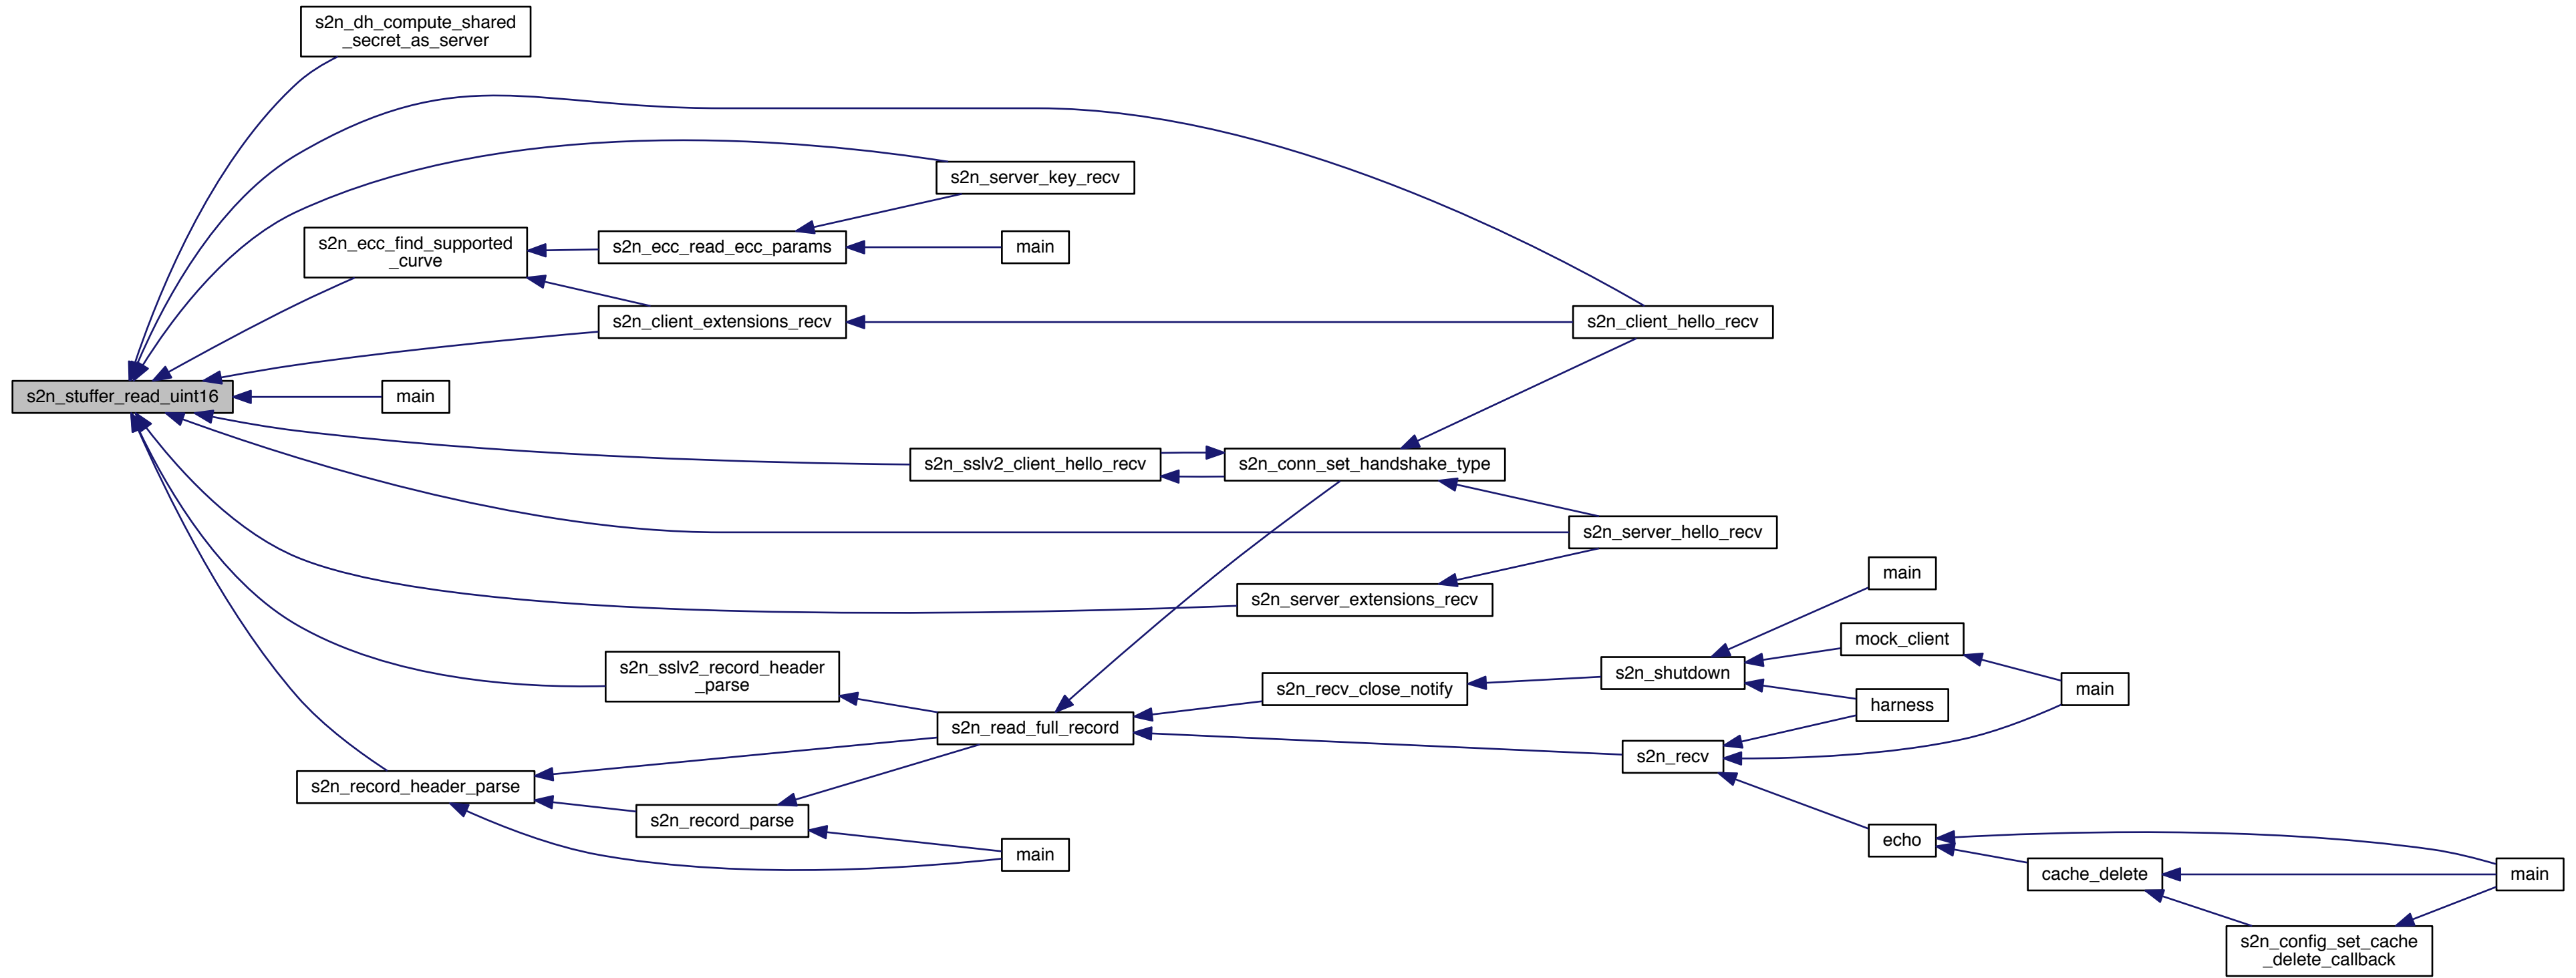 s2n_dh_compute_shared
_secret_as_server
s2n_server_key_recv
s2n_ecc_find_supported
_curve
s2n_ecc_read_ecc_params
main
s2n_client_extensions_recv
s2n_client_hello_recv
s2n_stuffer_read_uint16
main
s2n_sslv2_client_hello_recv
s2n_conn_set_handshake_type
s2n_server_hello_recv
main
s2n_server_extensions_recv
mock_client
s2n_sslv2_record_header
_parse
s2n_shutdown
s2n_recv_close_notify
main
harness
s2n_read_full_record
s2n_recv
s2n_record_header_parse
s2n_record_parse
echo
main
cache_delete
main
s2n_config_set_cache
_delete_callback